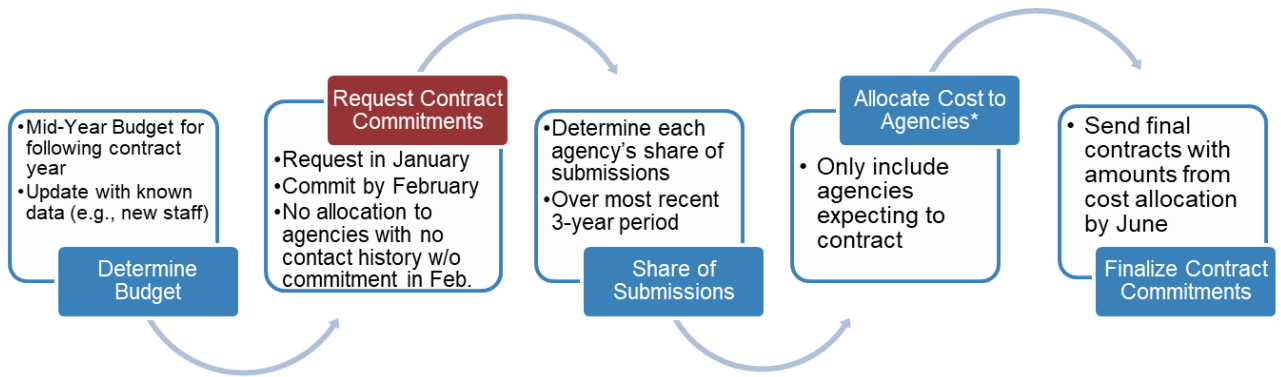 •Mid-Year Budget for
following contract
year
•Update with known
data (e.g., new staff)
Determine
Budget
Request Contract
Commitments
•Request in January
•Commit by February
•No allocation to
agencies with no
contact history w/o
commitment in Feb.
•Determine each
agency’s share of
submissions
•Over most recent
3-year period
Share of
Submissions
Allocate Cost to
Agencies*
• Only include
agencies
expecting to
contract
• Send final
contracts with
amounts from
cost allocation
by June
Finalize Contract
Commitments